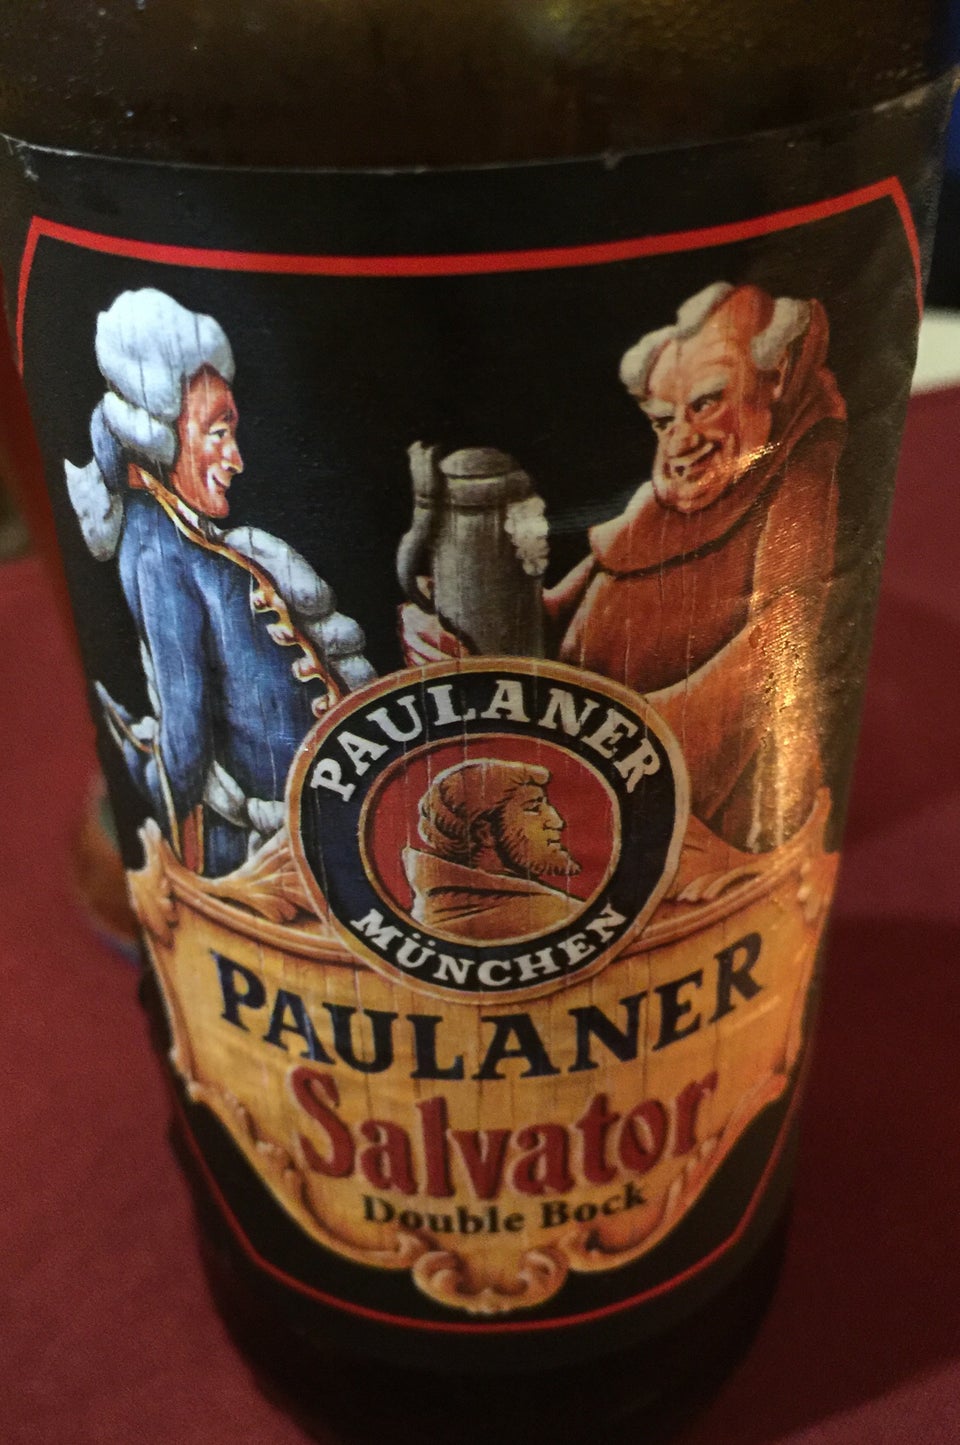 PAULANER
MÜNCHEN
PAULANER
Salvator
Double Bock